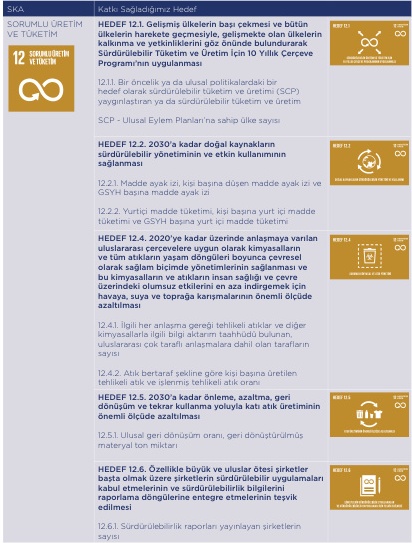 SKA
Katkı Sağladığımız Hedef
SORUMLU ÜRETİM
VE TÜKETİM
12 SORUMLU ÜRETİM
VE TÜKETİM
HEDEF 12.1. Gelişmiş ülkelerin başı çekmesi ve bütün
ülkelerin harekete geçmesiyle, gelişmekte olan ülkelerin
kalkınma ve yetkinliklerini göz önünde bulundurarak
Sürdürülebilir Tüketim ve Üretim İçin 10 Yıllık Çerçeve
Programı'nın uygulanması
12.1.1. Bir öncelik ya da ulusal politikalardaki bir
hedef olarak sürdürülebilir tüketim ve üretimi (SCP)
yaygınlaştıran ya da sürdürülebilir tüketim ve üretim
SCP - Ulusal Eylem Planları'na sahip ülke sayısı
HEDEF 12.1
HEDEF 12.2. 2030'a kadar doğal kaynakların
sürdürülebilir yönetiminin ve etkin kullanımının
sağlanması
12.2.1. Madde ayak izi, kişi başına düşen madde ayak izi ve
GSYH başına madde ayak izi
12.2.2. Yurtiçi madde tüketimi, kişi başına yurt içi madde
tüketimi ve GSYH başına yurt içi madde tüketimi
HEDEF 12.2
HEDEF 12.4. 2020'ye kadar üzerinde anlaşmaya varılan
uluslararası çerçevelere uygun olarak kimyasalların
ve tüm atıkların yaşam döngüleri boyunca çevresel
olarak sağlam biçimde yönetimlerinin sağlanması ve
bu kimyasalların ve atıkların insan sağlığı ve çevre
üzerindeki olumsuz etkilerini en aza indirgemek için
havaya, suya ve toprağa karışmalarının önemli ölçüde
azaltılması
12.4.1. İlgili her anlaşma gereği tehlikeli atıklar ve diğer
kimyasallarla ilgili bilgi aktarım taahhüdü bulunan,
uluslararası çok taraflı anlaşmalara dahil olan tarafların
sayısı
12.4.2. Atık bertaraf şekline göre kişi başına üretilen
tehlikeli atık ve işlenmiş tehlikeli atık oranı
HEDEF 12.4
HEDEF 12.5. 2030'a kadar önleme, azaltma, geri
dönüşüm ve tekrar kullanma yoluyla katı atık üretiminin
önemli ölçüde azaltılması
12.5.1. Ulusal geri dönüşüm oranı, geri dönüştürülmüş
materyal ton miktarı
HEDEF 12.5
HEDEF 12.6. Özellikle büyük ve uluslar ötesi şirketler
başta olmak üzere şirketlerin sürdürülebilir uygulamaları
kabul etmelerinin ve sürdürülebilirlik bilgilerini
raporlama döngülerine entegre etmelerinin teşvik
edilmesi
12.6.1. Sürdürülebilirlik raporları yayınlayan şirketlerin
sayısı
HEDEF 12.6